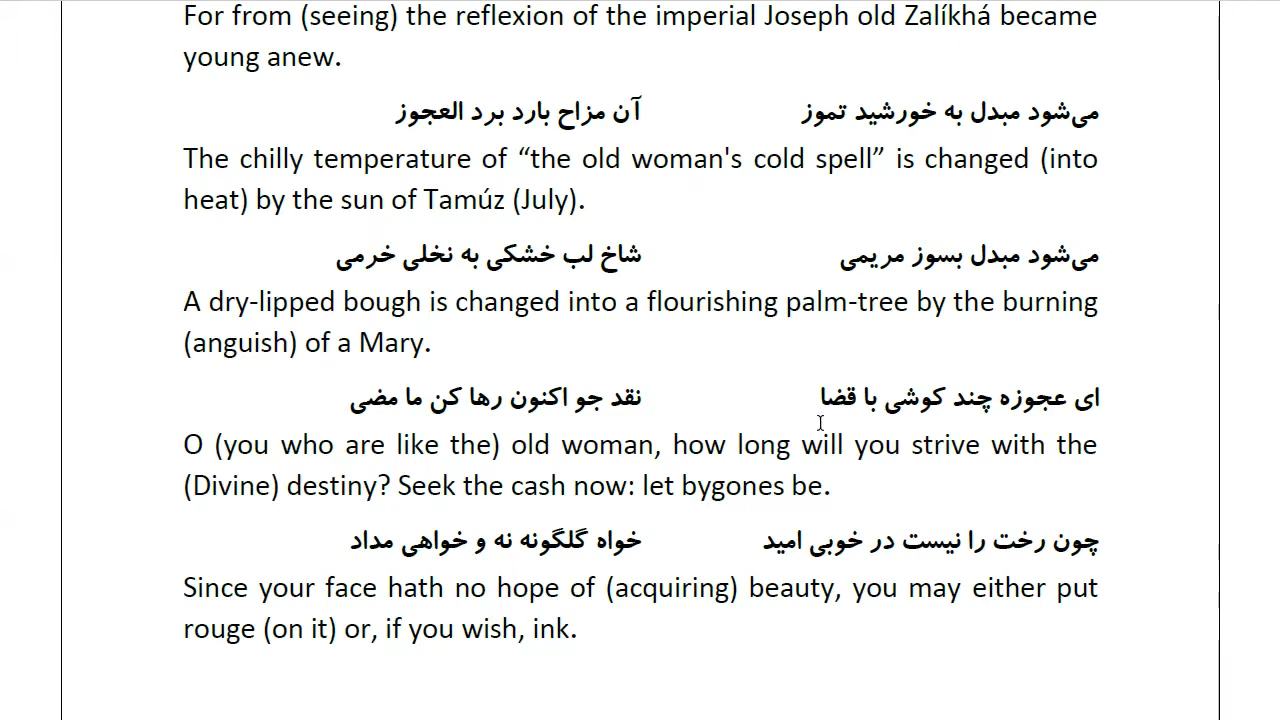 For from (seeing) the reflexion of the imperial Joseph old Zalíkhá became
young anew.
می‌شود مبدل به خورشید تموز آن مزاح بارد برد العجوز
The chilly temperature of “the old woman's cold spell” is changed (into
heat) by the sun of Tamúz (July).
می‌شود مبدل بسوز مریمی شاخ لب خشکی به نخلی خرمی
A dry-lipped bough is changed into a flourishing palm-tree by the burning
(anguish) of a Mary.
ای عجوزه چند کوشی با قضا نقد جو اکنون رها کن ما مضی
O (you who are like the) old woman, how long will you strive with the
(Divine) destiny? Seek the cash now: let bygones be.
چون رخت را نیست در خوبی امید خواه گلگونه نه و خواهی مداد
Since your face hath no hope of (acquiring) beauty, you may either put
rouge (on it) or, if you wish, ink.